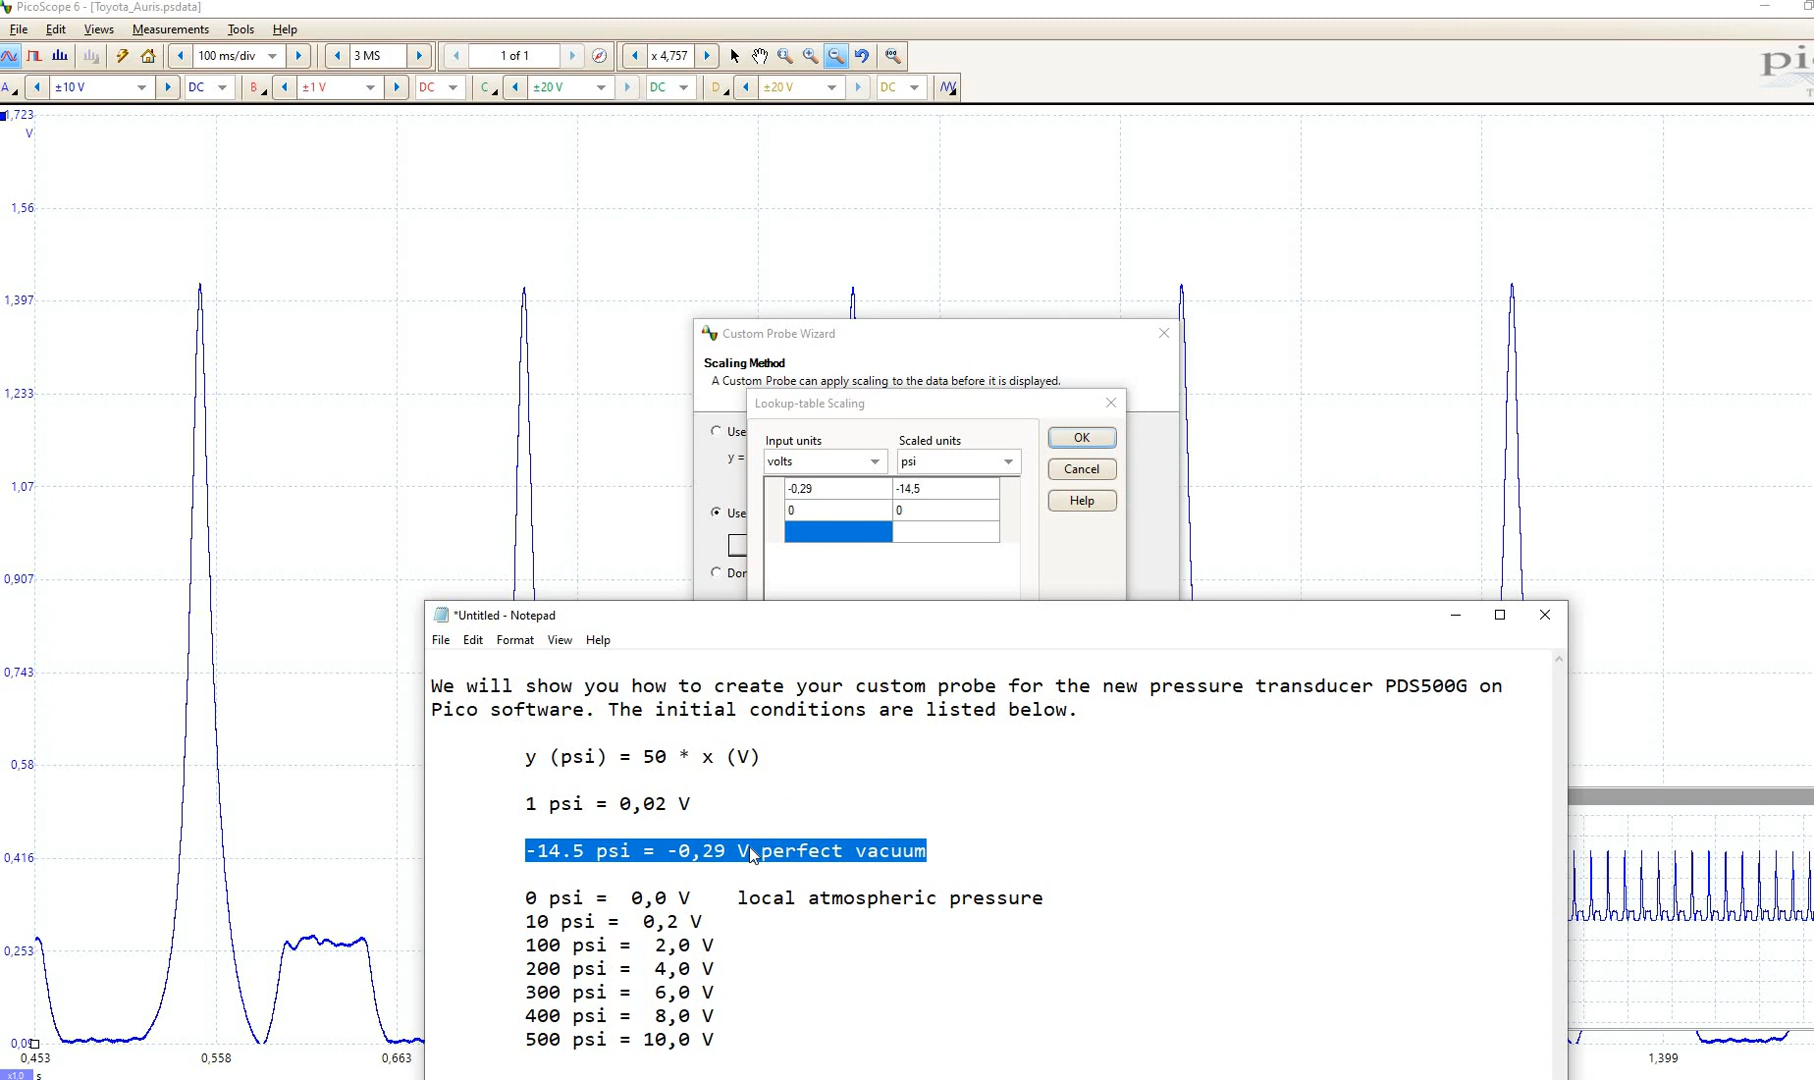 PicoScope 6 - [Toyota_Auris.psdata]
File Edit Views Measurements Tools Help
100 ms/div 3 MS 1 of 1 x 4,757
A ±10 V DC B ±1 V DC C ±20 V DC D ±20 V DC
1,723
V
1,56
1,397
1,233
1,07
0,907
0,743
0,58
0,416
0,253
0,09
0,453 0,558 0,663 1,399
x1,0 s
Custom Probe Wizard
Scaling Method
A Custom Probe can apply scaling to the data before it is displayed.
Use
y =
Use
Don
Lookup-table Scaling
Input units Scaled units
volts psi
-0,29 -14,5
0 0
OK
Cancel
Help
*Untitled - Notepad
File Edit Format View Help
We will show you how to create your custom probe for the new pressure transducer PDS500G on
Pico software. The initial conditions are listed below.
y (psi) = 50 * x (V)
1 psi = 0,02 V
-14.5 psi = -0,29 V perfect vacuum
0 psi = 0,0 V local atmospheric pressure
10 psi = 0,2 V
100 psi = 2,0 V
200 psi = 4,0 V
300 psi = 6,0 V
400 psi = 8,0 V
500 psi = 10,0 V